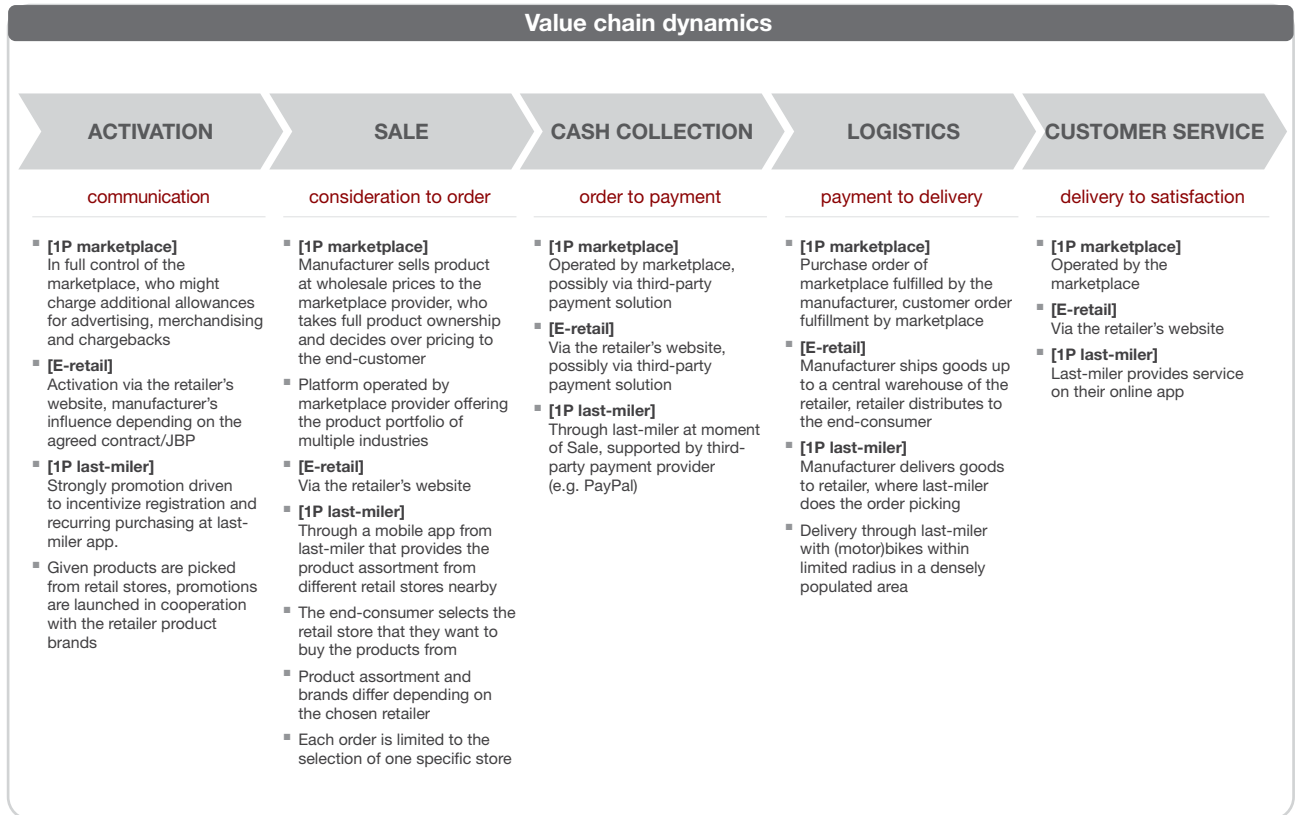 Value chain dynamics
ACTIVATION
SALE
CASH COLLECTION
LOGISTICS
CUSTOMER SERVICE
communication
consideration to order
order to payment
payment to delivery
delivery to satisfaction
[1P marketplace]
In full control of the
marketplace, who might
charge additional allowances
for advertising, merchandising
and chargebacks
[E-retail]
Activation via the retailer's
website, manufacturer's
influence depending on the
agreed contract/JBP
[1P last-miler]
Strongly promotion driven
to incentivize registration and
recurring purchasing at last-
miler app.
Given products are picked
from retail stores, promotions
are launched in cooperation
with the retailer product
brands
[1P marketplace]
Manufacturer sells product
at wholesale prices to the
marketplace provider, who
takes full product ownership
and decides over pricing to
the end-customer
Platform operated by
marketplace provider offering
the product portfolio of
multiple industries
[E-retail]
Via the retailer's website
[1P last-miler]
Through a mobile app from
last-miler that provides the
product assortment from
different retail stores nearby
The end-consumer selects the
retail store that they want to
buy the products from
Product assortment and
brands differ depending on
the chosen retailer
Each order is limited to the
selection of one specific store
[1P marketplace]
Operated by marketplace,
possibly via third-party
payment solution
[E-retail]
Via the retailer's website,
possibly via third-party
payment solution
[1P last-miler]
Through last-miler at moment
of Sale, supported by third-
party payment provider
(e.g. PayPal)
[1P marketplace]
Purchase order of
marketplace fulfilled by the
manufacturer, customer order
fulfillment by marketplace
[E-retail]
Manufacturer ships goods up
to a central warehouse of the
retailer, retailer distributes to
the end-consumer
[1P last-miler]
Manufacturer delivers goods
to retailer, where last-miler
does the order picking
Delivery through last-miler
with (motor)bikes within
limited radius in a densely
populated area
[1P marketplace]
Operated by the
marketplace
[E-retail]
Via the retailer's website
[1P last-miler]
Last-miler provides service
on their online app